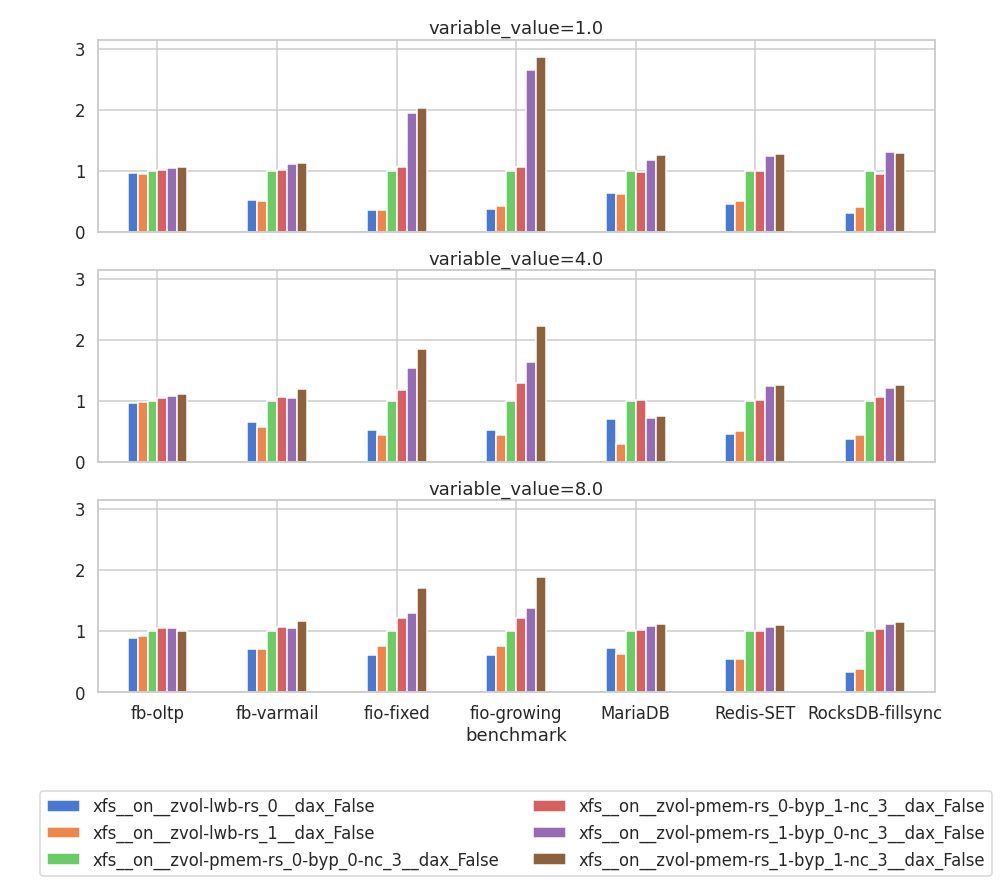 variable_value=1.0
3
2
1
0
variable_value=4.0
3
2
1
0
variable_value=8.0
3
2
1
0
fb-oltp fb-varmail fio-fixed fio-growing MariaDB Redis-SET RocksDB-fillsync
benchmark
xfs__on__zvol-lwb-rs_0__dax_False
xfs__on__zvol-lwb-rs_1__dax_False
xfs__on__zvol-pmem-rs_0-byp_0-nc_3__dax_False
xfs__on__zvol-pmem-rs_0-byp_1-nc_3__dax_False
xfs__on__zvol-pmem-rs_1-byp_0-nc_3__dax_False
xfs__on__zvol-pmem-rs_1-byp_1-nc_3__dax_False